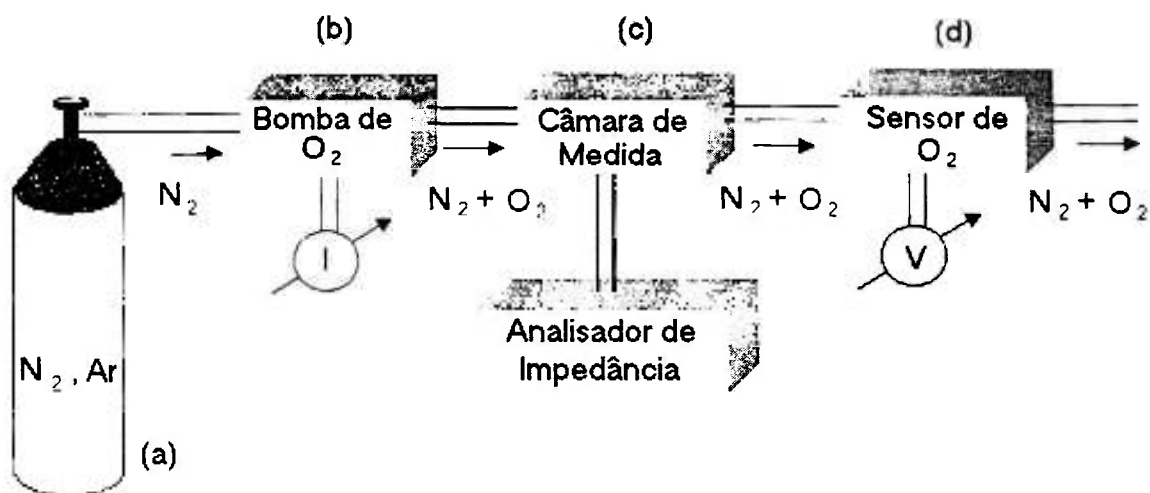 (b)
(c)
(d)
Bomba de
O₂
Câmara de
Medida
Sensor de
O₂
N₂
N₂ + O₂
N₂ + O₂
N₂ + O₂
I
V
Analisador de
Impedância
N₂, Ar
(a)